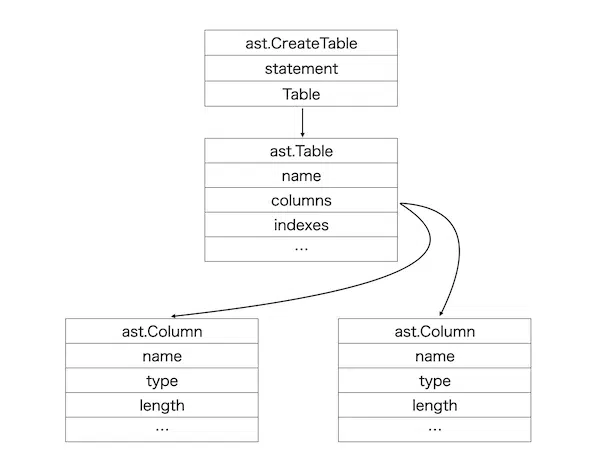 ast.CreateTable
statement
Table
ast.Table
name
columns
indexes
…
ast.Column
name
type
length
…
ast.Column
name
type
length
…